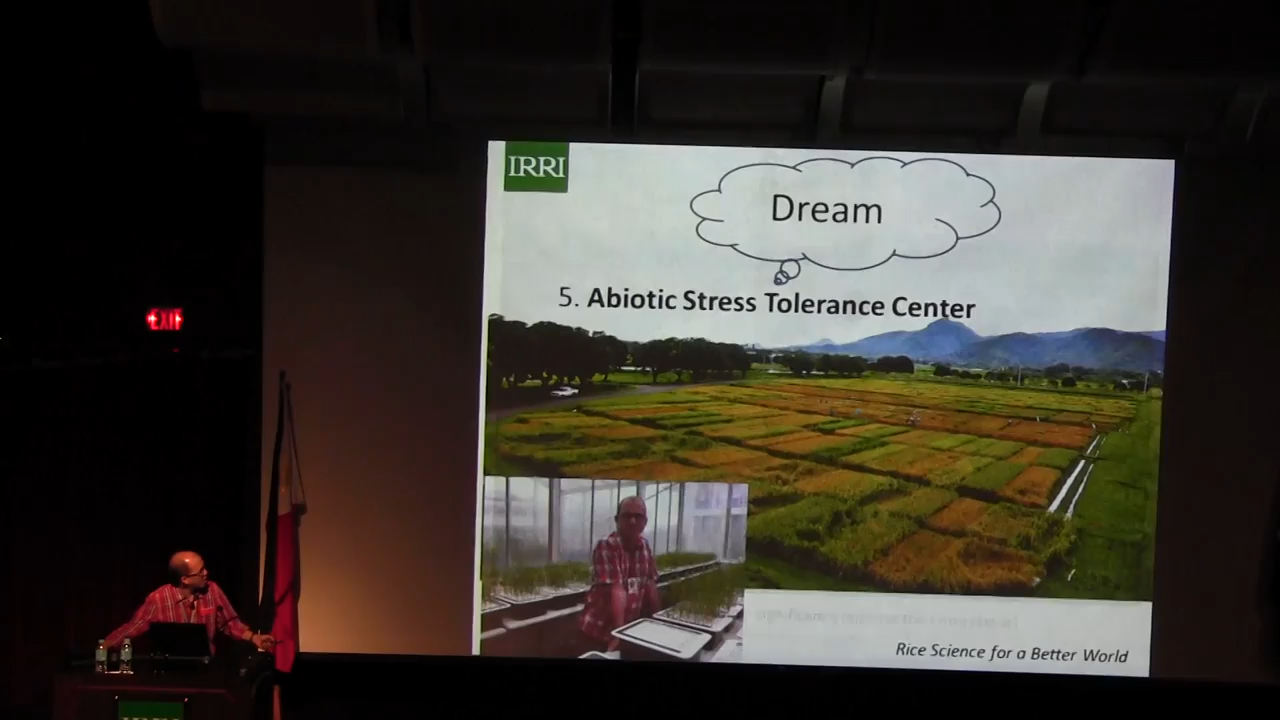 IRRI
Dream
5. Abiotic Stress Tolerance Center
Rice Science for a Better World
EXIT